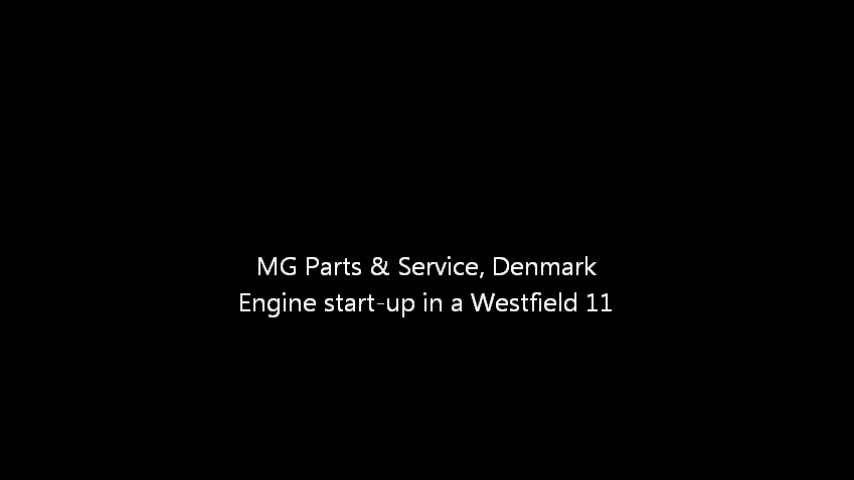 MG Parts & Service, Denmark
Engine start-up in a Westfield 11